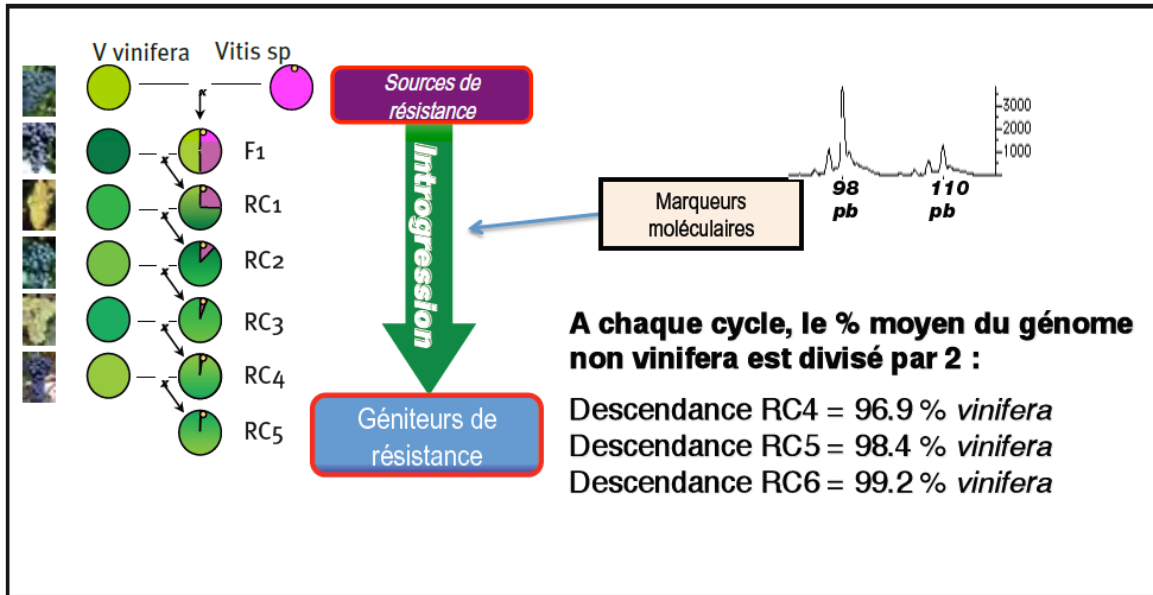 V vinifera Vitis sp
Sources de
résistance
F1
RC1
RC2
RC3
RC4
RC5
Introgression
Géniteurs de
résistance
Marqueurs
moléculaires
3000
2000
1000
98
pb
110
pb
A chaque cycle, le % moyen du génome
non vinifera est divisé par 2 :
Descendance RC4 = 96.9 % vinifera
Descendance RC5 = 98.4 % vinifera
Descendance RC6 = 99.2 % vinifera